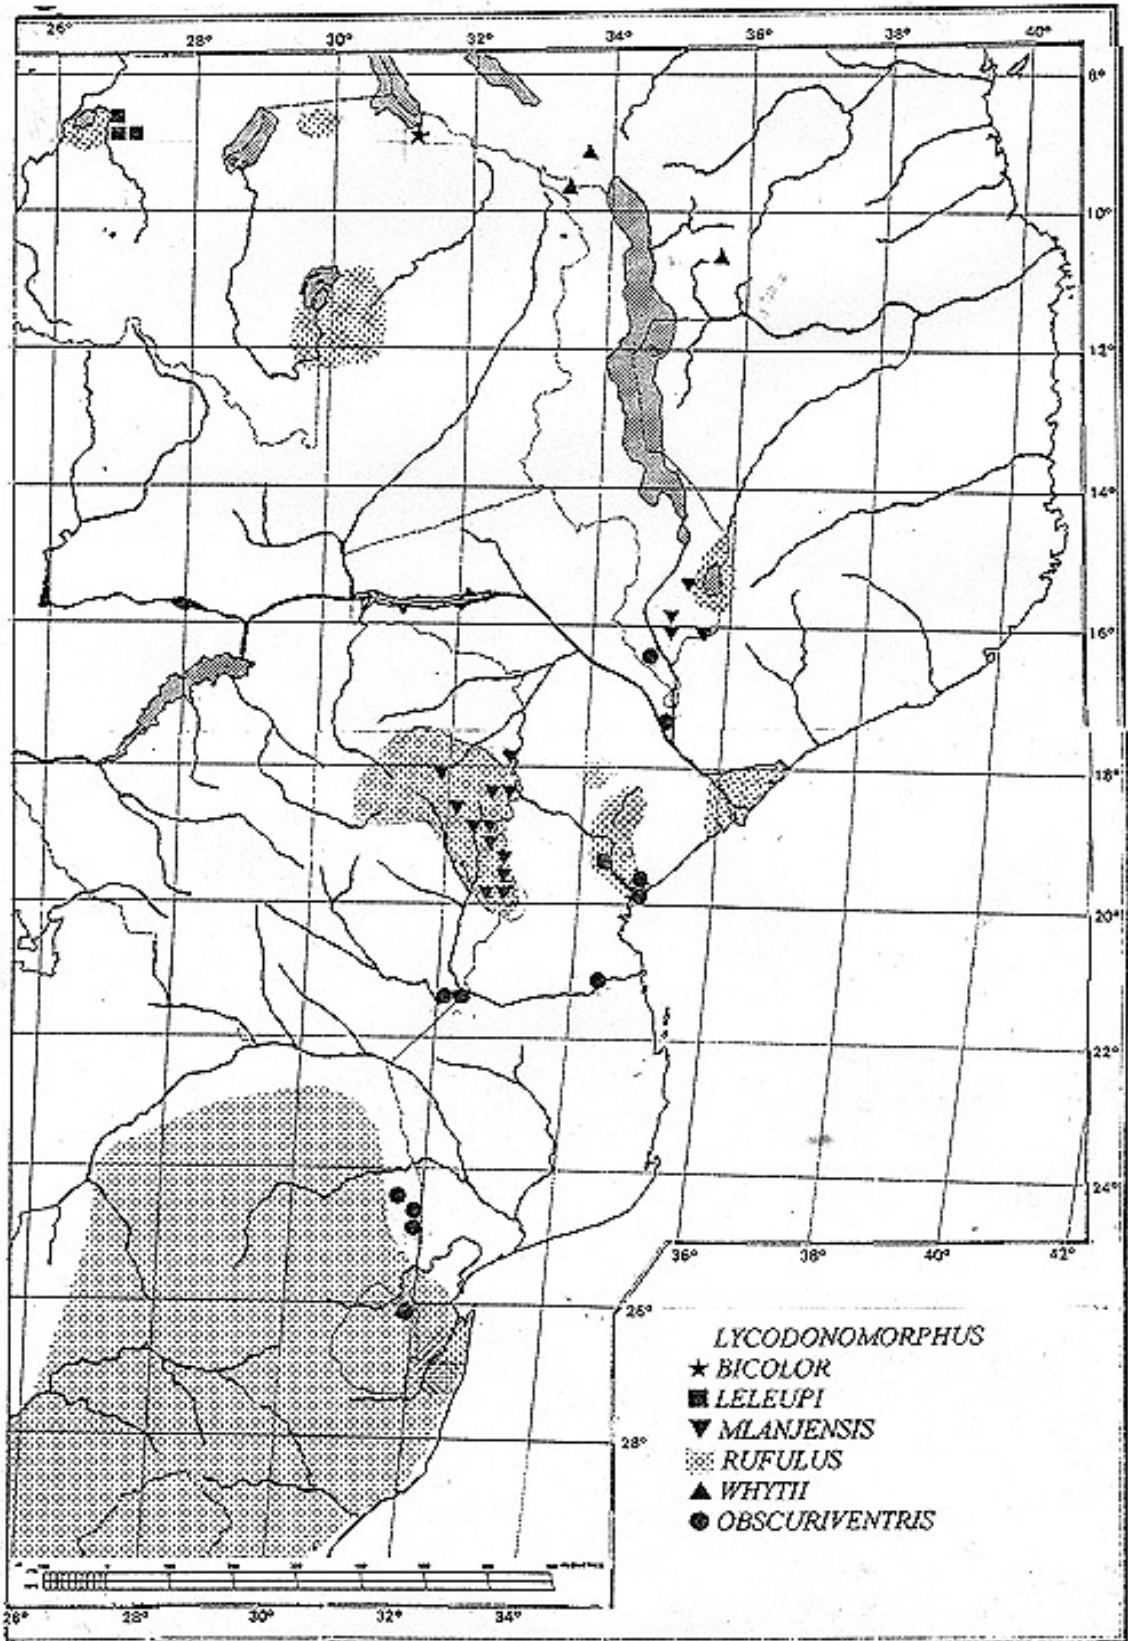 26° 28° 30° 32° 34° 36° 38° 40°
8°
10°
12°
14°
16°
18°
20°
22°
24°
36° 38° 40° 42°
26°
LYCODONOMORPHUS
BICOLOR
LELEUPI
MLANJENSIS
28°
RUFULUS
WHYTII
OBSCURIVENTRIS
26° 28° 30° 32° 34°